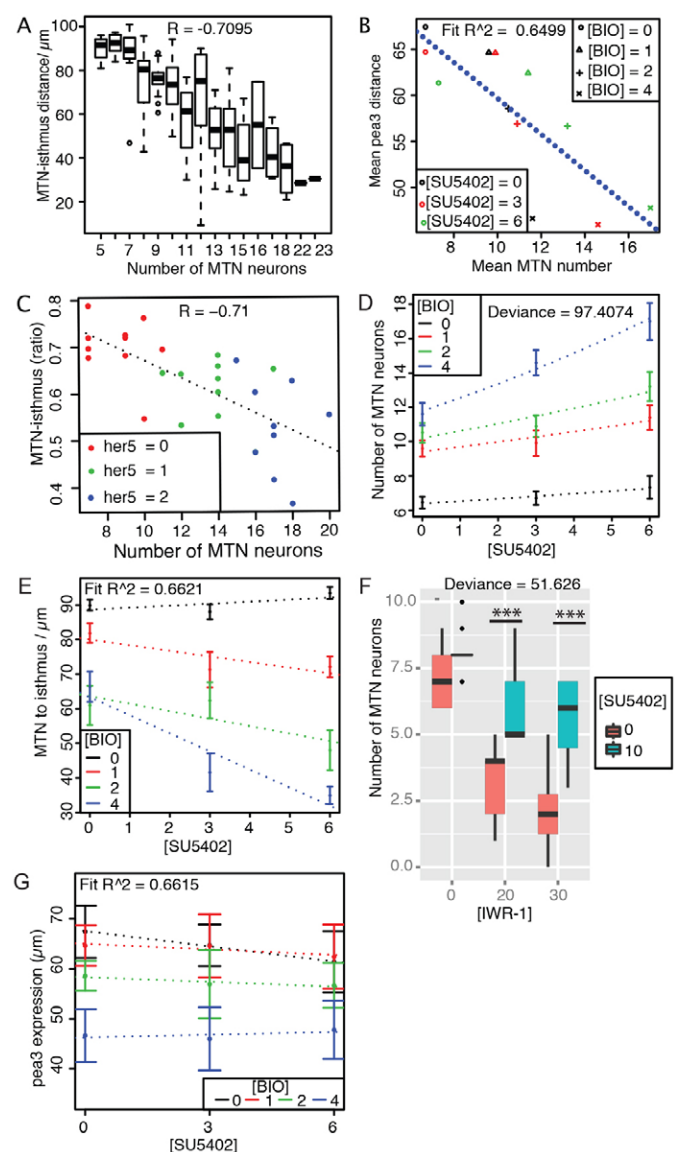 A
R = -0.7095
MTN-isthmus distance/ µm
100
80
60
40
20
5 7 8 9 10 11 12 13 14 15 16 18 22 23
Number of MTN neurons
B
Fit R^2 = 0.6499
[BIO] = 0
[BIO] = 1
[BIO] = 2
[BIO] = 4
Mean pea3 distance
65
60
55
50
[SU5402] = 0
[SU5402] = 3
[SU5402] = 6
8 10 12 14 16
Mean MTN number
C
R = −0.71
MTN-isthmus (ratio)
0.8
0.7
0.6
0.5
0.4
her5 = 0
her5 = 1
her5 = 2
8 10 12 14 16 18 20
Number of MTN neurons
D
[BIO]
0
1
2
4
Deviance = 97.4074
Number of MTN neurons
18
16
14
12
10
8
6
0 1 2 3 4 5 6
[SU5402]
E
Fit R^2 = 0.6621
MTN to isthmus / µm
90
80
70
60
50
40
30
[BIO]
0
1
2
4
0 1 2 3 4 5 6
[SU5402]
F
Deviance = 51.626
Number of MTN neurons
10.0
7.5
5.0
2.5
0.0
***
***
[SU5402]
0
10
0 20 30
[IWR-1]
G
Fit R^2 = 0.6615
pea3 expression (µm)
70
60
50
40
[BIO]
0 1 2 4
0 3 6
[SU5402]